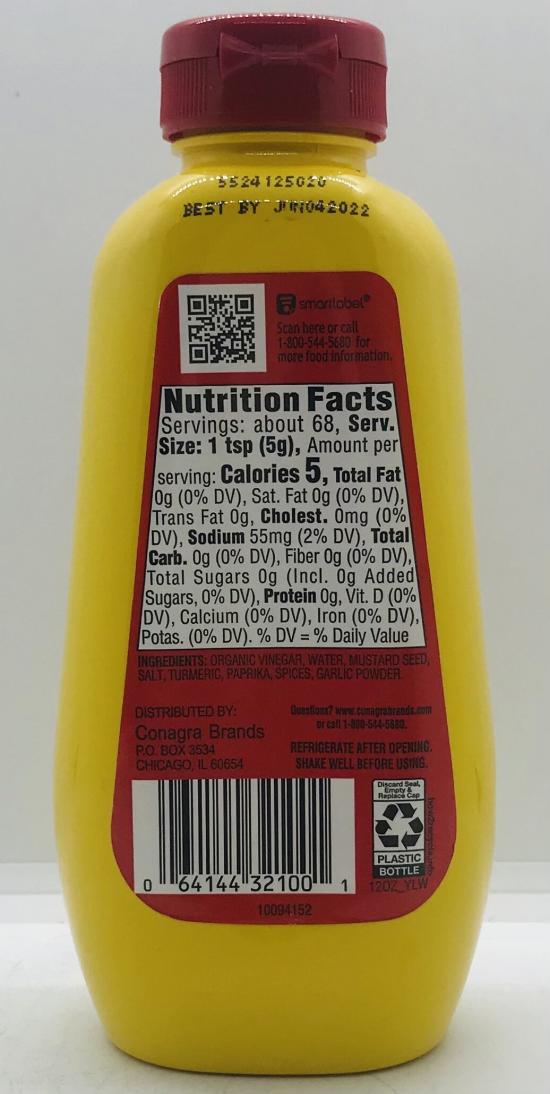 5524125020
BEST BY JUN042022
smartlabel®
Scan here or call
1-800-544-5680 for
more food information.
Nutrition Facts
Servings: about 68, Serv.
Size: 1 tsp (5g), Amount per
serving: Calories 5, Total Fat
0g (0% DV), Sat. Fat 0g (0% DV),
Trans Fat 0g, Cholest. 0mg (0%
DV), Sodium 55mg (2% DV), Total
Carb. 0g (0% DV), Fiber 0g (0% DV),
Total Sugars 0g (Incl. 0g Added
Sugars, 0% DV), Protein 0g, Vit. D (0%
DV), Calcium (0% DV), Iron (0% DV),
Potas. (0% DV). % DV = % Daily Value
INGREDIENTS: ORGANIC VINEGAR, WATER, MUSTARD SEED,
SALT, TURMERIC, PAPRIKA, SPICES, GARLIC POWDER.
DISTRIBUTED BY:
Conagra Brands
P.O. BOX 3534
CHICAGO, IL 60654
Questions? www.conagrabrands.com
or call 1-800-544-5680.
REFRIGERATE AFTER OPENING.
SHAKE WELL BEFORE USING.
Discard Seal,
Empty &
Replace Cap
PLASTIC
BOTTLE
how2recycle.info
12OZ_YLW
0 64144 32100 1
10094152